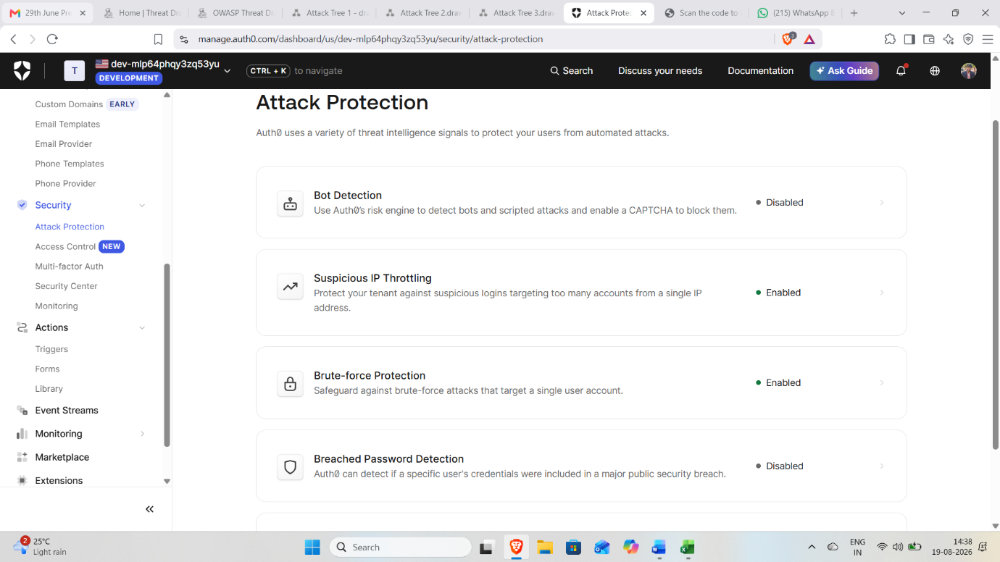 29th June Pre
Home | Threat Dr
OWASP Threat Dr
Attack Tree 1 - dr
Attack Tree 2.draw
Attack Tree 3.draw
Attack Protec
Scan the code to
(215) WhatsApp B
manage.auth0.com/dashboard/us/dev-mlp64phqy3zq53yu/security/attack-protection
3
T
dev-mlp64phqy3zq53yu
DEVELOPMENT
CTRL + K to navigate
Search
Discuss your needs
Documentation
Ask Guide
Custom Domains EARLY
Email Templates
Email Provider
Phone Templates
Phone Provider
Security
Attack Protection
Access Control NEW
Multi-factor Auth
Security Center
Monitoring
Actions
Triggers
Forms
Library
Event Streams
Monitoring
Marketplace
Extensions
Attack Protection
Auth0 uses a variety of threat intelligence signals to protect your users from automated attacks.
Bot Detection
Use Auth0's risk engine to detect bots and scripted attacks and enable a CAPTCHA to block them.
Disabled
Suspicious IP Throttling
Protect your tenant against suspicious logins targeting too many accounts from a single IP
address.
Enabled
Brute-force Protection
Safeguard against brute-force attacks that target a single user account.
Enabled
Breached Password Detection
Auth0 can detect if a specific user's credentials were included in a major public security breach.
Disabled
2
25°C
Light rain
Search
ENG
IN
14:38
19-08-2026